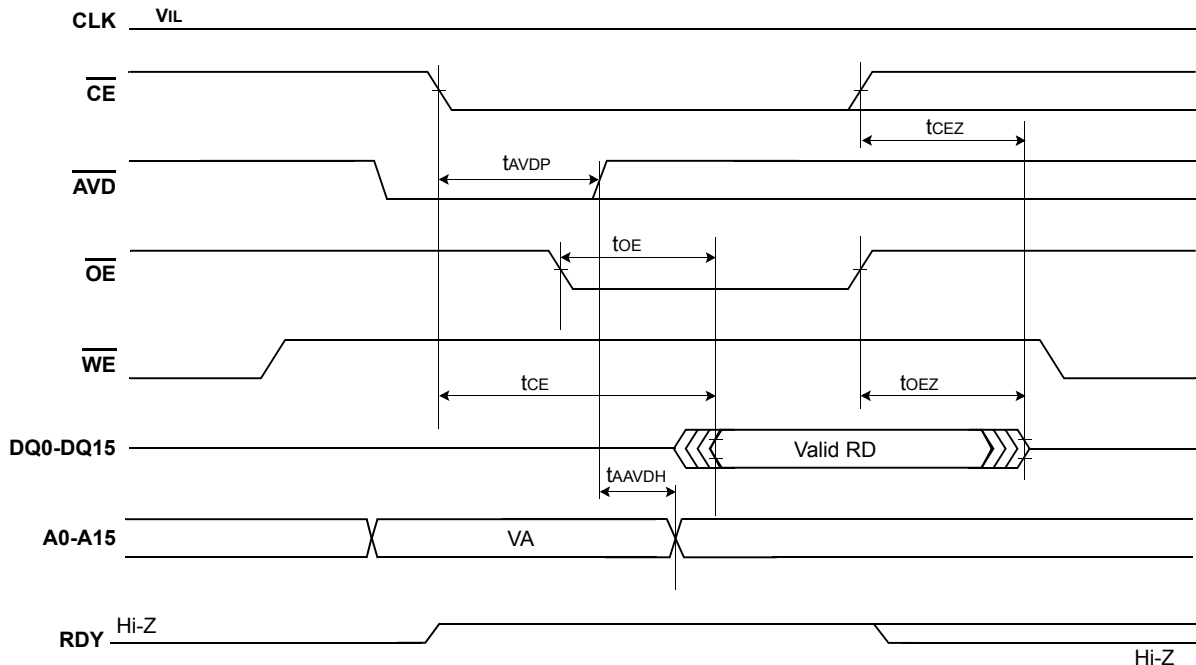 CLK VIL
CE
tCEZ
tAVDP
AVD
tOE
OE
WE
tCE tOEZ
DQ0-DQ15 Valid RD
tAAVDH
A0-A15 VA
RDY Hi-Z
Hi-Z